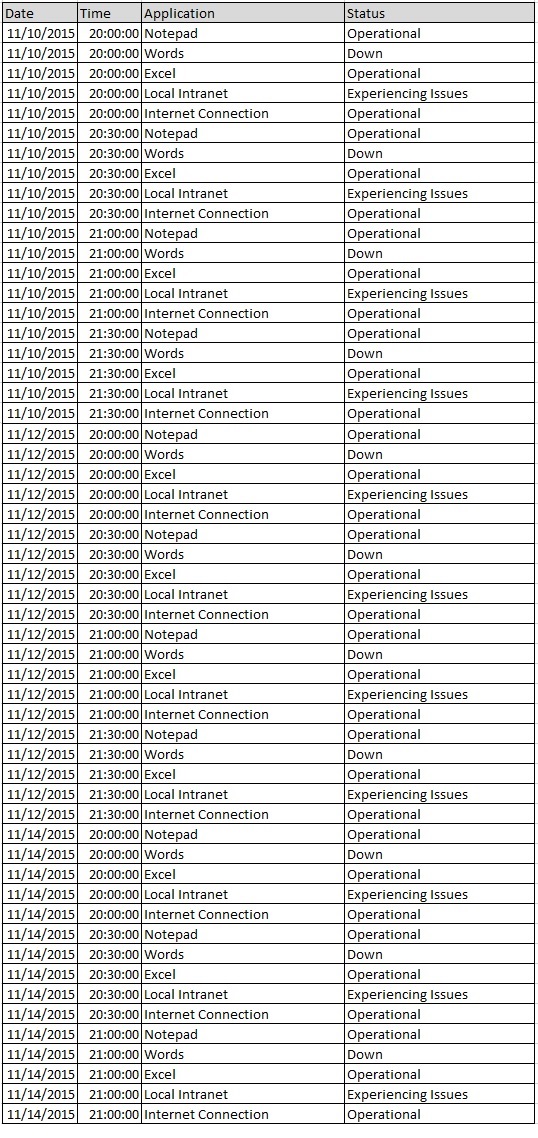 Date Time Application Status
11/10/2015 20:00:00 Notepad Operational
11/10/2015 20:00:00 Words Down
11/10/2015 20:00:00 Excel Operational
11/10/2015 20:00:00 Local Intranet Experiencing Issues
11/10/2015 20:00:00 Internet Connection Operational
11/10/2015 20:30:00 Notepad Operational
11/10/2015 20:30:00 Words Down
11/10/2015 20:30:00 Excel Operational
11/10/2015 20:30:00 Local Intranet Experiencing Issues
11/10/2015 20:30:00 Internet Connection Operational
11/10/2015 21:00:00 Notepad Operational
11/10/2015 21:00:00 Words Down
11/10/2015 21:00:00 Excel Operational
11/10/2015 21:00:00 Local Intranet Experiencing Issues
11/10/2015 21:00:00 Internet Connection Operational
11/10/2015 21:30:00 Notepad Operational
11/10/2015 21:30:00 Words Down
11/10/2015 21:30:00 Excel Operational
11/10/2015 21:30:00 Local Intranet Experiencing Issues
11/10/2015 21:30:00 Internet Connection Operational
11/12/2015 20:00:00 Notepad Operational
11/12/2015 20:00:00 Words Down
11/12/2015 20:00:00 Excel Operational
11/12/2015 20:00:00 Local Intranet Experiencing Issues
11/12/2015 20:00:00 Internet Connection Operational
11/12/2015 20:30:00 Notepad Operational
11/12/2015 20:30:00 Words Down
11/12/2015 20:30:00 Excel Operational
11/12/2015 20:30:00 Local Intranet Experiencing Issues
11/12/2015 20:30:00 Internet Connection Operational
11/12/2015 21:00:00 Notepad Operational
11/12/2015 21:00:00 Words Down
11/12/2015 21:00:00 Excel Operational
11/12/2015 21:00:00 Local Intranet Experiencing Issues
11/12/2015 21:00:00 Internet Connection Operational
11/12/2015 21:30:00 Notepad Operational
11/12/2015 21:30:00 Words Down
11/12/2015 21:30:00 Excel Operational
11/12/2015 21:30:00 Local Intranet Experiencing Issues
11/12/2015 21:30:00 Internet Connection Operational
11/14/2015 20:00:00 Notepad Operational
11/14/2015 20:00:00 Words Down
11/14/2015 20:00:00 Excel Operational
11/14/2015 20:00:00 Local Intranet Experiencing Issues
11/14/2015 20:00:00 Internet Connection Operational
11/14/2015 20:30:00 Notepad Operational
11/14/2015 20:30:00 Words Down
11/14/2015 20:30:00 Excel Operational
11/14/2015 20:30:00 Local Intranet Experiencing Issues
11/14/2015 20:30:00 Internet Connection Operational
11/14/2015 21:00:00 Notepad Operational
11/14/2015 21:00:00 Words Down
11/14/2015 21:00:00 Excel Operational
11/14/2015 21:00:00 Local Intranet Experiencing Issues
11/14/2015 21:00:00 Internet Connection Operational